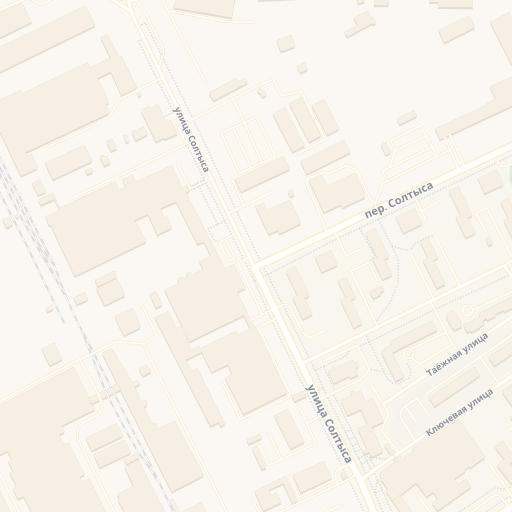 улица Солтыса
пер. Солтыса
Таёжная улица
улица Солтыса
Ключевая улица